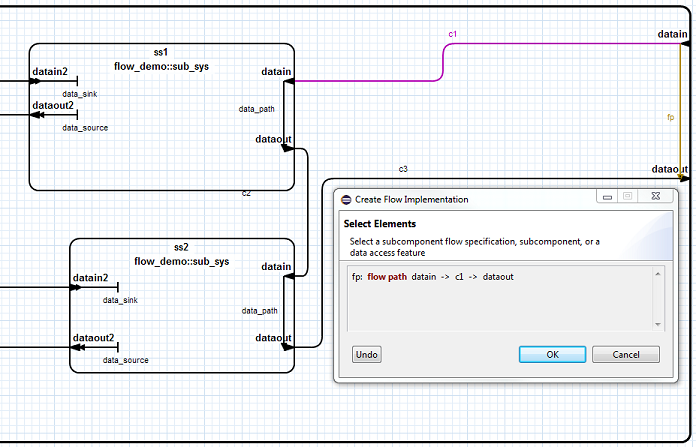 c1
datain
ss1
flow_demo::sub_sys
datain2
datain
data_sink
dataout2
data_path
data_source
fp
dataout
c3
dataout
c2
Create Flow Implementation
Select Elements
Select a subcomponent flow specification, subcomponent, or a
data access feature
fp: flow path datain -> c1 -> dataout
Undo
OK
Cancel
ss2
flow_demo::sub_sys
datain
datain2
data_sink
data_path
dataout2
dataout
data_source